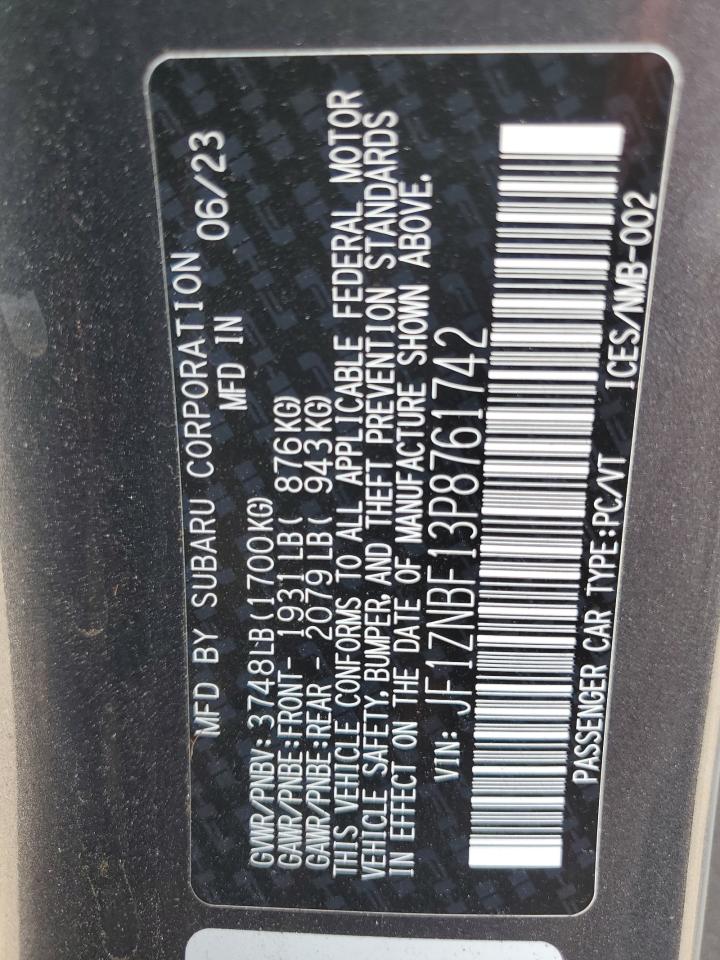 MFD BY SUBARU CORPORATION
MFD IN 06/23
GVWR/PNBV:3748LB(1700KG)
GAWR/PNBE:FRONT- 1931LB( 876KG)
GAWR/PNBE:REAR - 2079LB( 943KG)
THIS VEHICLE CONFORMS TO ALL APPLICABLE FEDERAL MOTOR
VEHICLE SAFETY, BUMPER, AND THEFT PREVENTION STANDARDS
IN EFFECT ON THE DATE OF MANUFACTURE SHOWN ABOVE.
VIN: JF1ZNBF13P8761742
PASSENGER CAR TYPE:PC/VT ICES/NMB-002